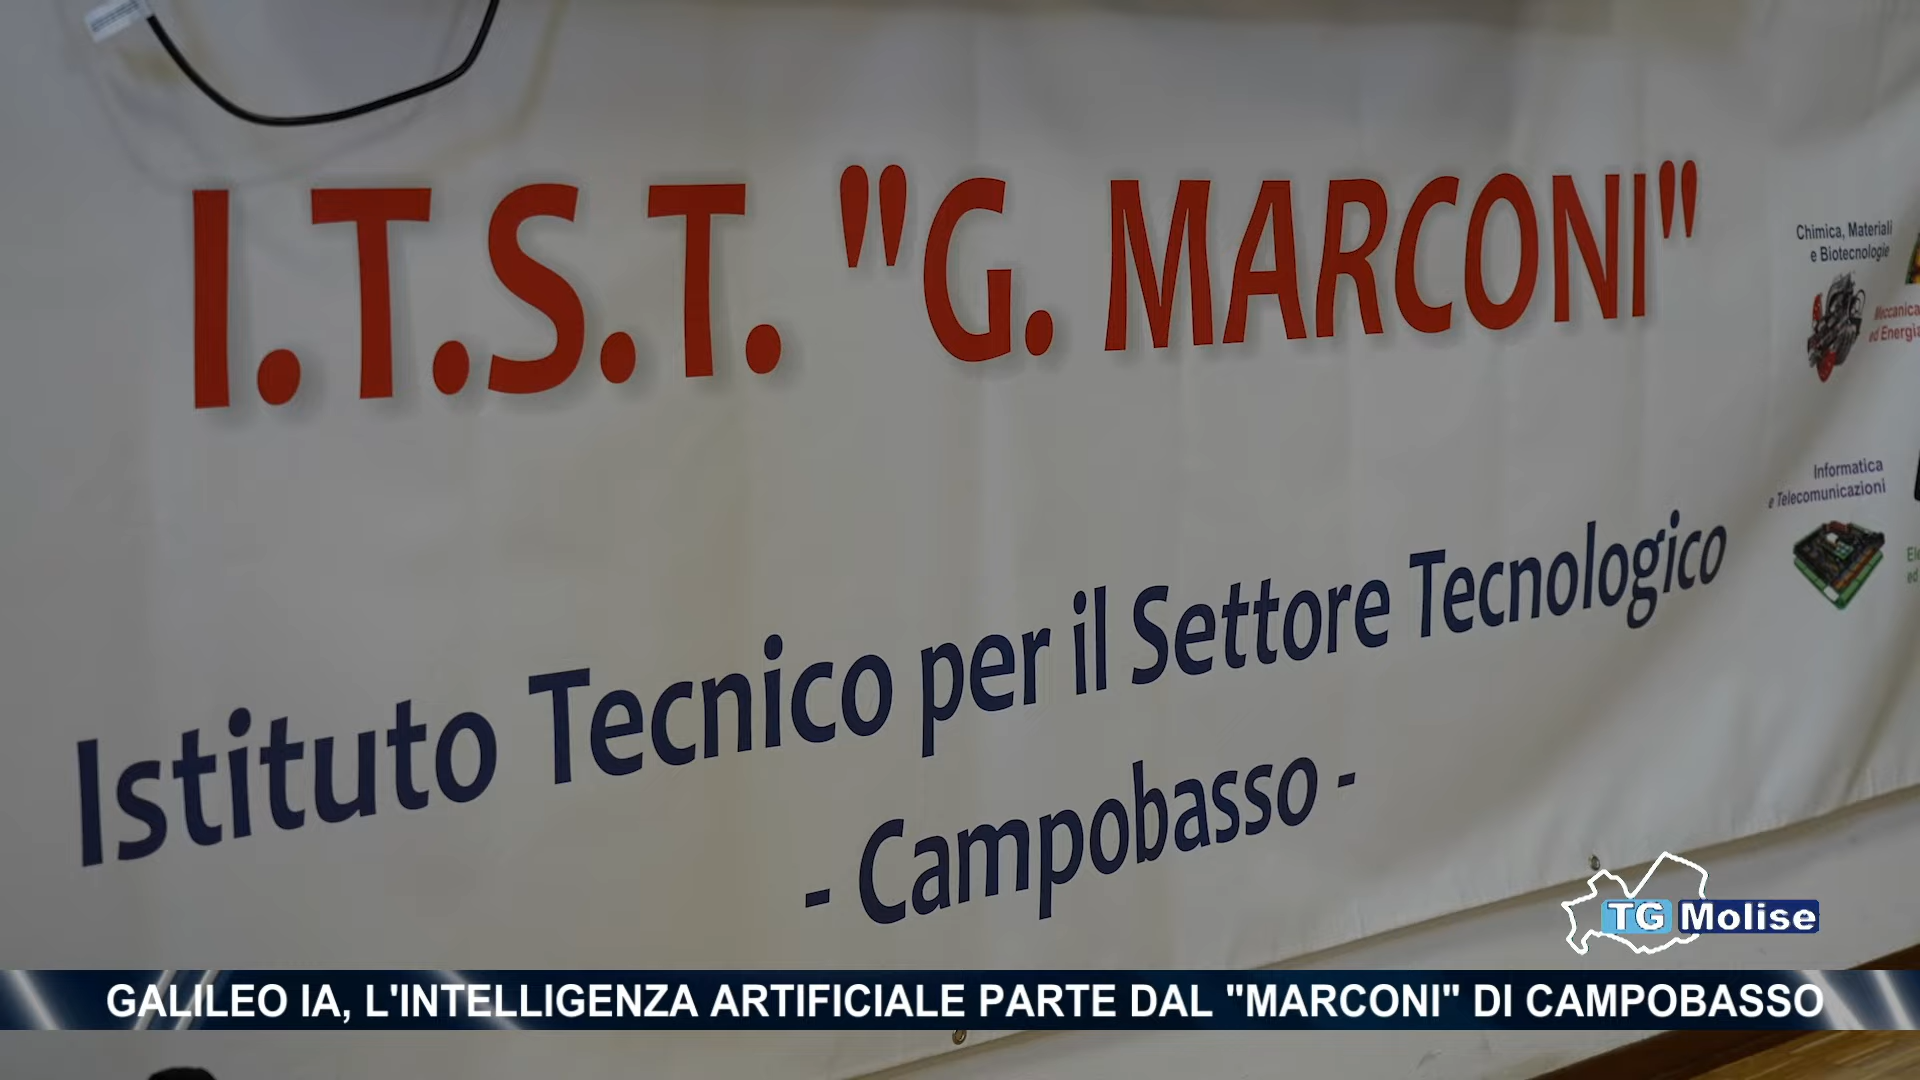 I.T.S.T. "G. MARCONI"
Chimica, Materiali
e Biotecnologie
Meccanica
ed Energia
Informatica
e Telecomunicazioni
Istituto Tecnico per il Settore Tecnologico
- Campobasso -
TG Molise
GALILEO IA, L'INTELLIGENZA ARTIFICIALE PARTE DAL "MARCONI" DI CAMPOBASSO